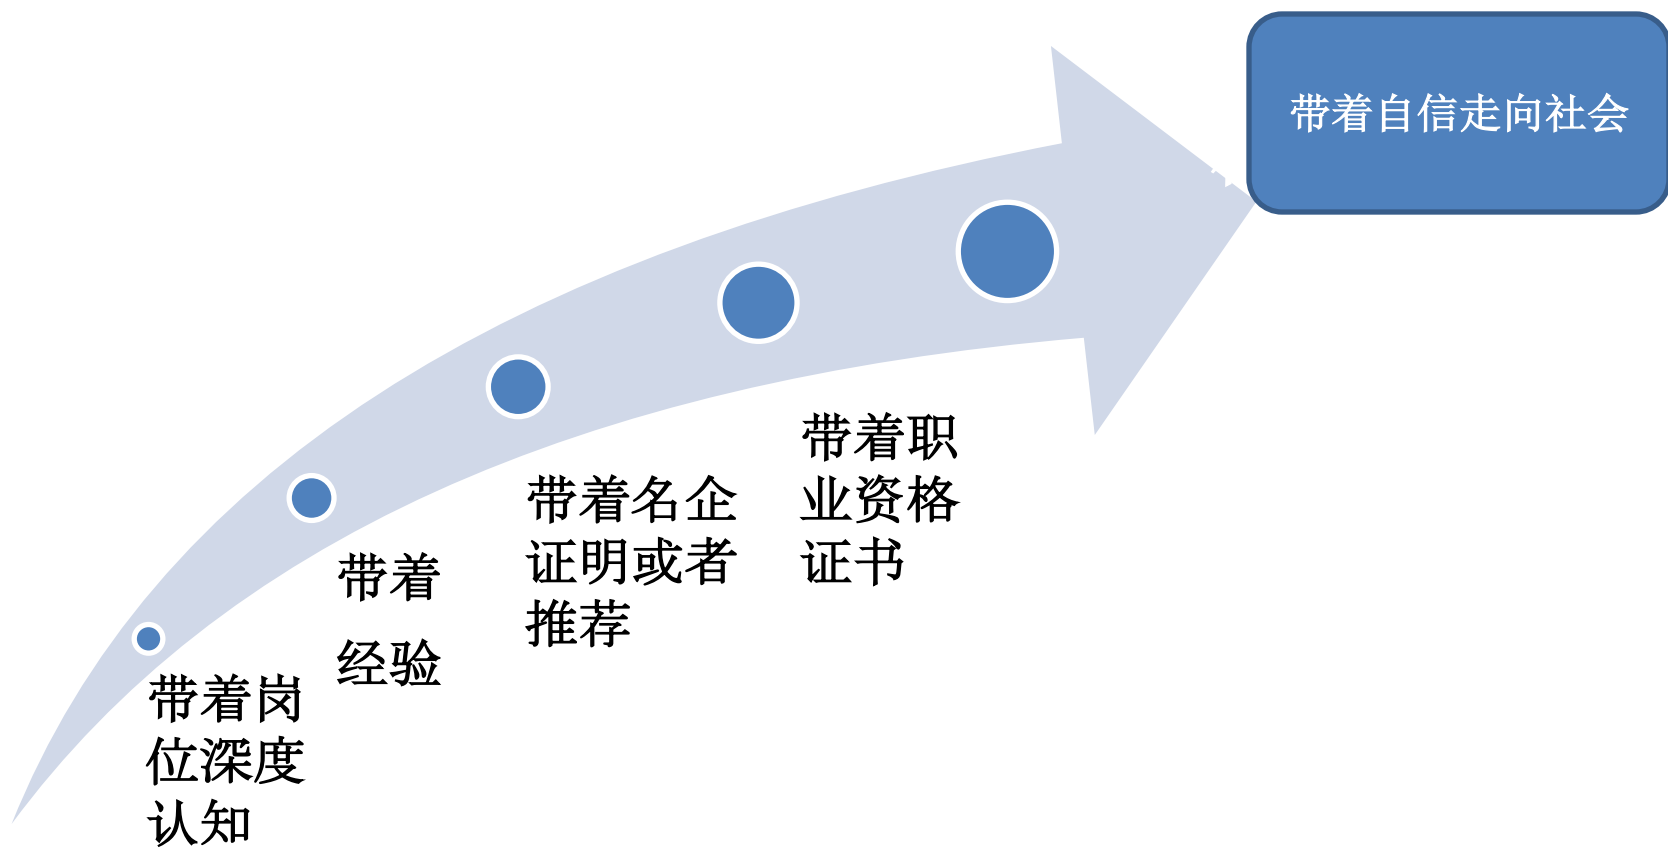 带着自信走向社会
带着职
业资格
证书
带着名企
证明或者
推荐
带着
经验
带着岗
位深度
认知